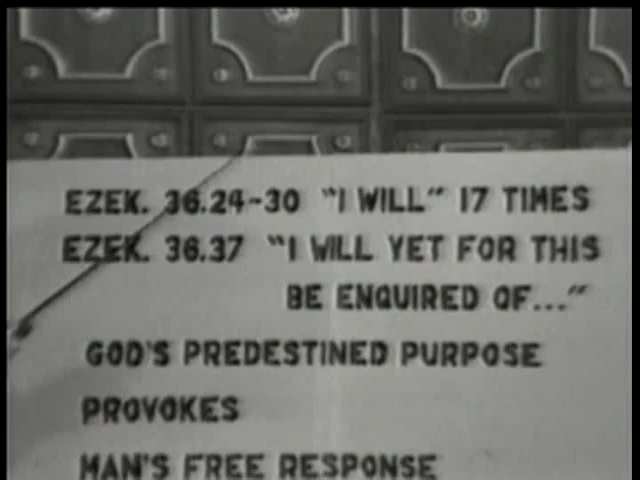 EZEK. 36.24-30 "I WILL" 17 TIMES
EZEK. 36.37 "I WILL YET FOR THIS
BE ENQUIRED OF..."
GOD'S PREDESTINED PURPOSE
PROVOKES
MAN'S FREE RESPONSE